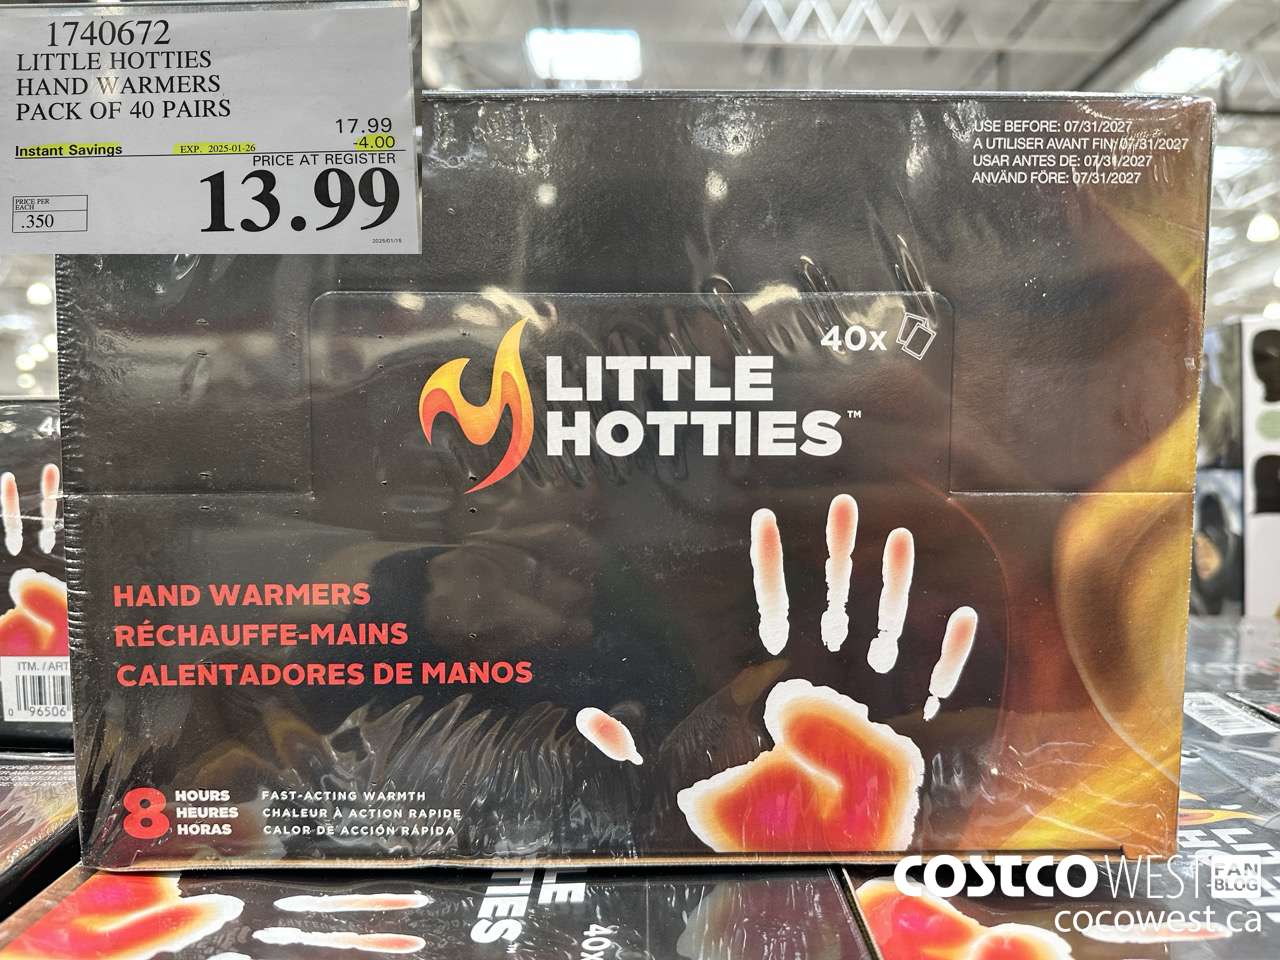 1740672
LITTLE HOTTIES
HAND WARMERS
PACK OF 40 PAIRS
17.99
Instant Savings EXP. 2025-01-26 -4.00
PRICE AT REGISTER
13.99
PRICE PER
EACH
.350
2025/01/15
USE BEFORE: 07/31/2027
A UTILISER AVANT FIN: 07/31/2027
USAR ANTES DE: 07/31/2027
ANVÄND FÖRE: 07/31/2027
40x
LITTLE
HOTTIES™
HAND WARMERS
RÉCHAUFFE-MAINS
CALENTADORES DE MANOS
8 HOURS
HEURES
HORAS
FAST-ACTING WARMTH
CHALEUR À ACTION RAPIDE
CALOR DE ACCIÓN RÁPIDA
ITM. / ART
0 96506
40x
COSTCO WEST FAN BLOG
cocowest.ca